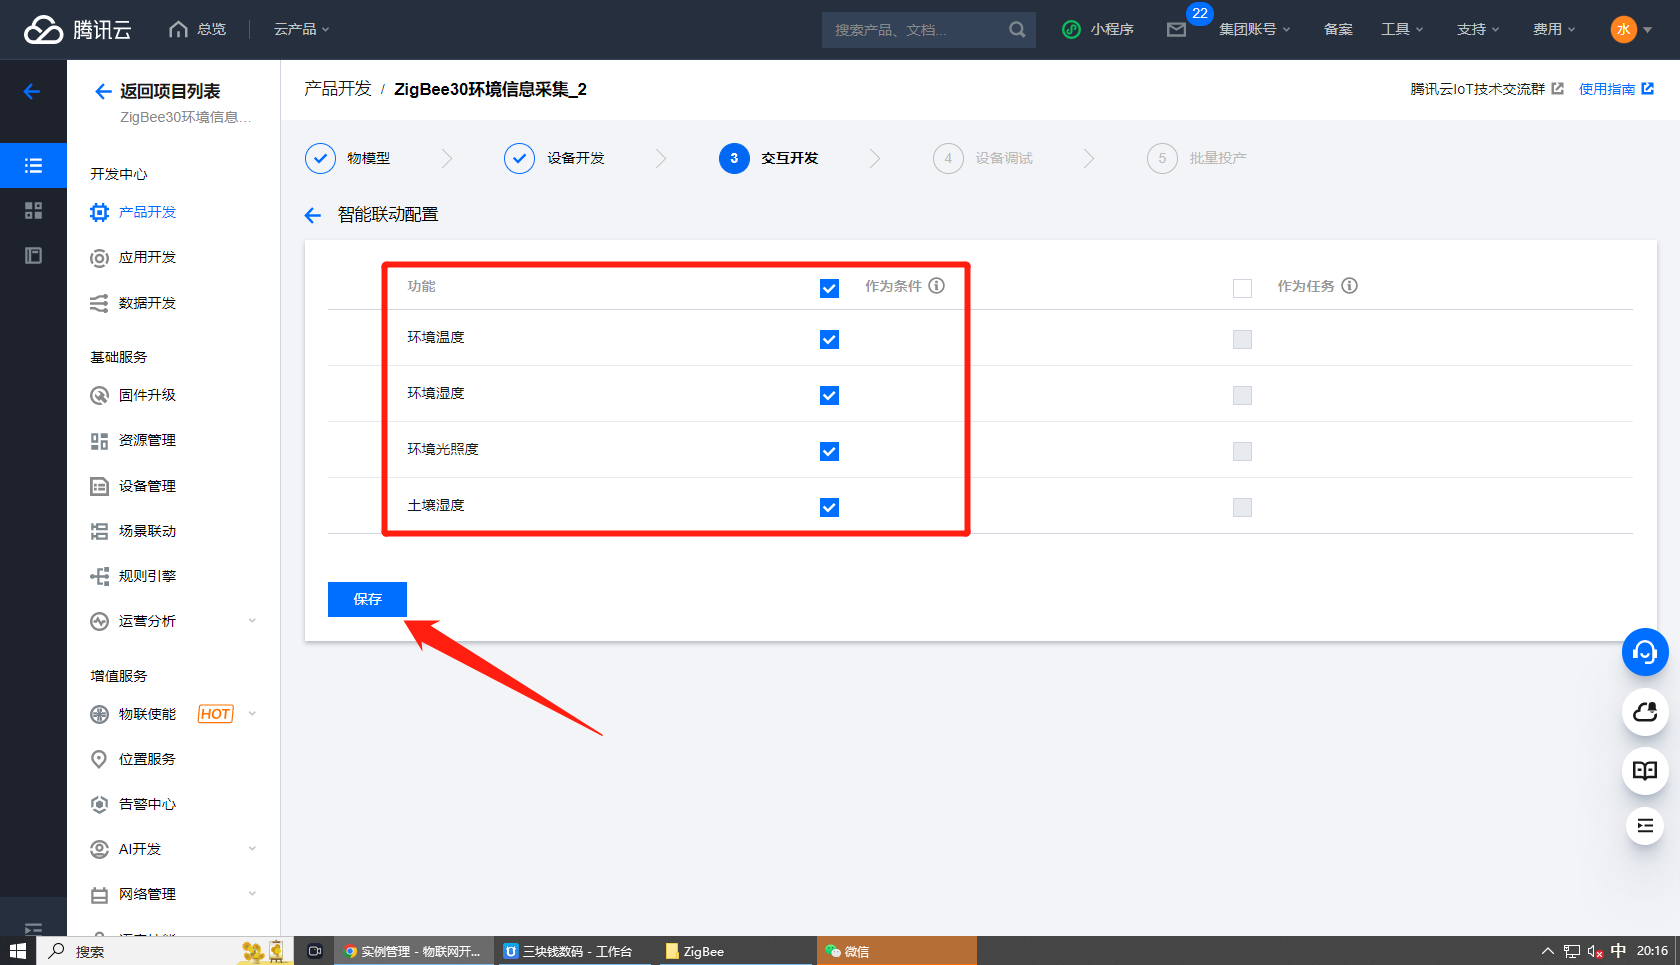 腾讯云
总览
云产品
搜索产品、文档...
小程序
22
集团账号
备案
工具
支持
费用
水
返回项目列表
ZigBee30环境信息...
产品开发 / ZigBee30环境信息采集_2
腾讯云IoT技术交流群
使用指南
物模型
设备开发
3 交互开发
4 设备调试
5 批量投产
智能联动配置
开发中心
产品开发
应用开发
数据开发
基础服务
固件升级
资源管理
设备管理
场景联动
规则引擎
运营分析
增值服务
物联使能 HOT
位置服务
告警中心
AI开发
网络管理
功能 作为条件 作为任务
环境温度
环境湿度
环境光照度
土壤湿度
保存
搜索
实例管理 - 物联网开...
三块钱数码 - 工作台
ZigBee
微信
中
20:16